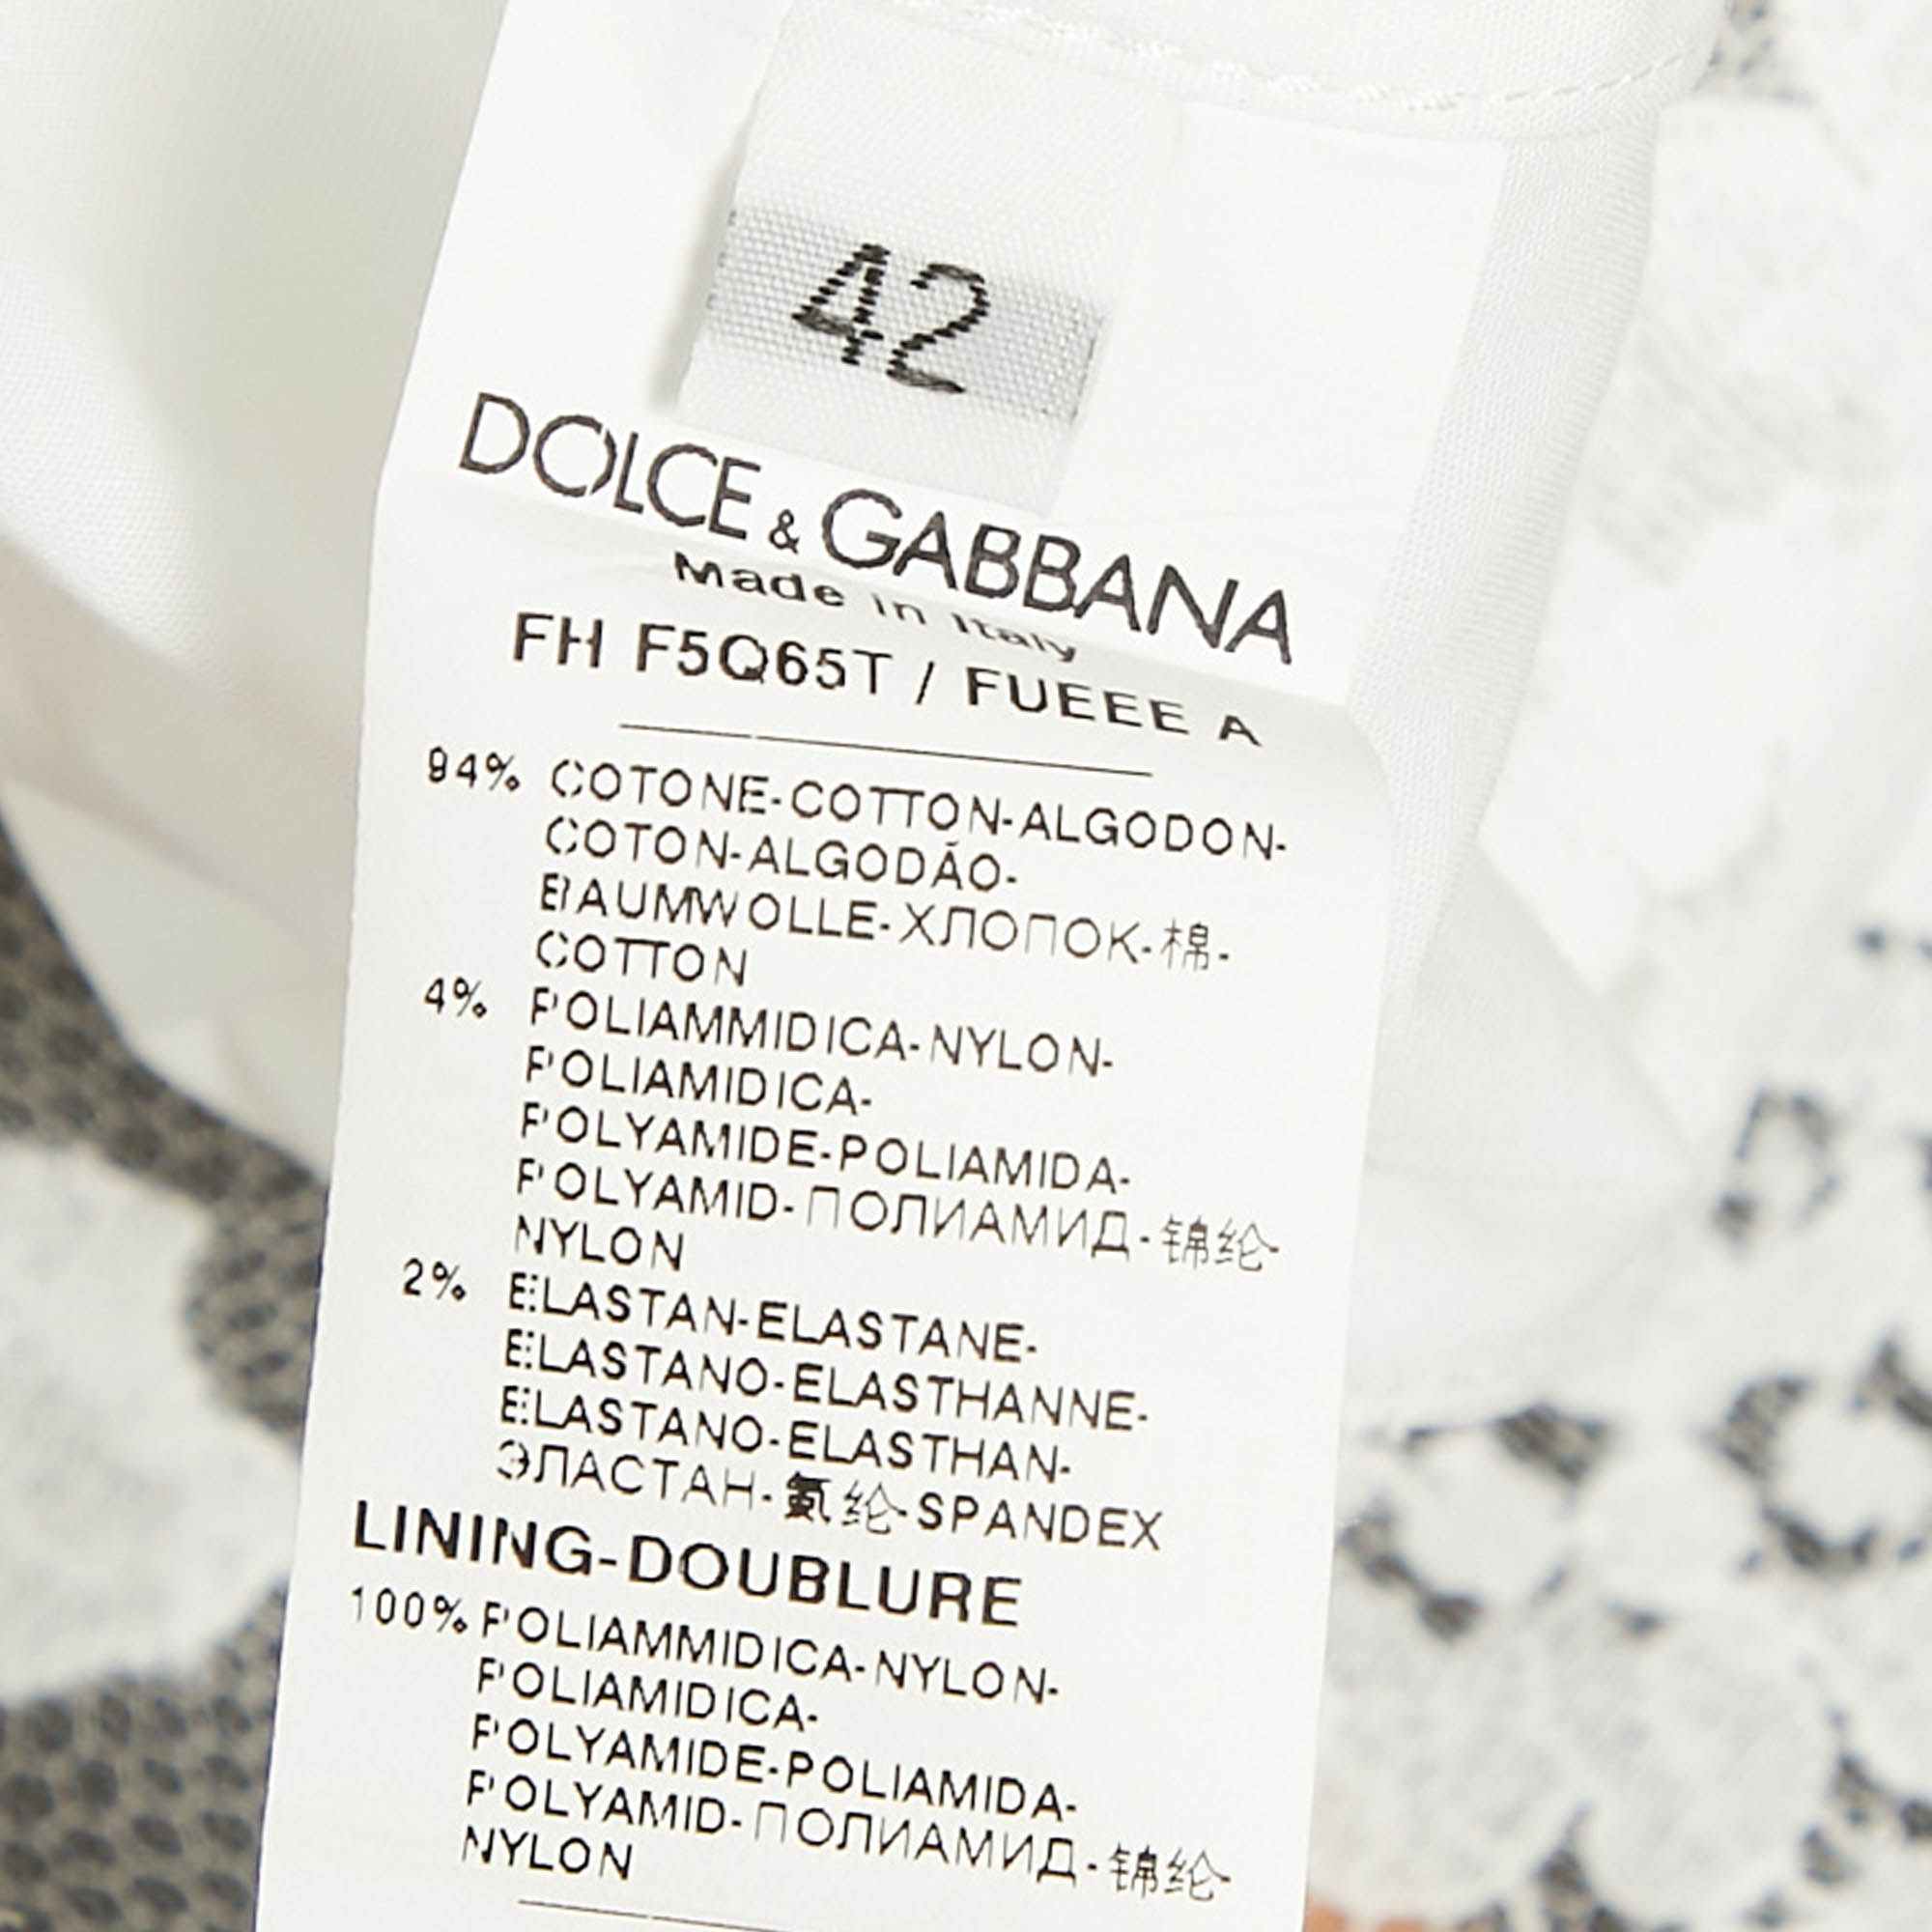 42
DOLCE & GABBANA
Made in Italy
FH F5Q65T / FUEEE A
94% COTONE-COTTON-ALGODON-
COTON-ALGODÃO-
BAUMWOLLE-ХЛОПОК-棉-
COTTON
4% POLIAMMIDICA-NYLON-
POLIAMIDICA-
POLYAMIDE-POLIAMIDA-
POLYAMID-ПОЛИАМИД-锦纶-
NYLON
2% ELASTAN-ELASTANE-
ELASTANO-ELASTHANNE-
ELASTANO-ELASTHAN-
ЭЛАСТАН-氨纶-SPANDEX
LINING-DOUBLURE
100% POLIAMMIDICA-NYLON-
POLIAMIDICA-
POLYAMIDE-POLIAMIDA-
POLYAMID-ПОЛИАМИД-锦纶-
NYLON